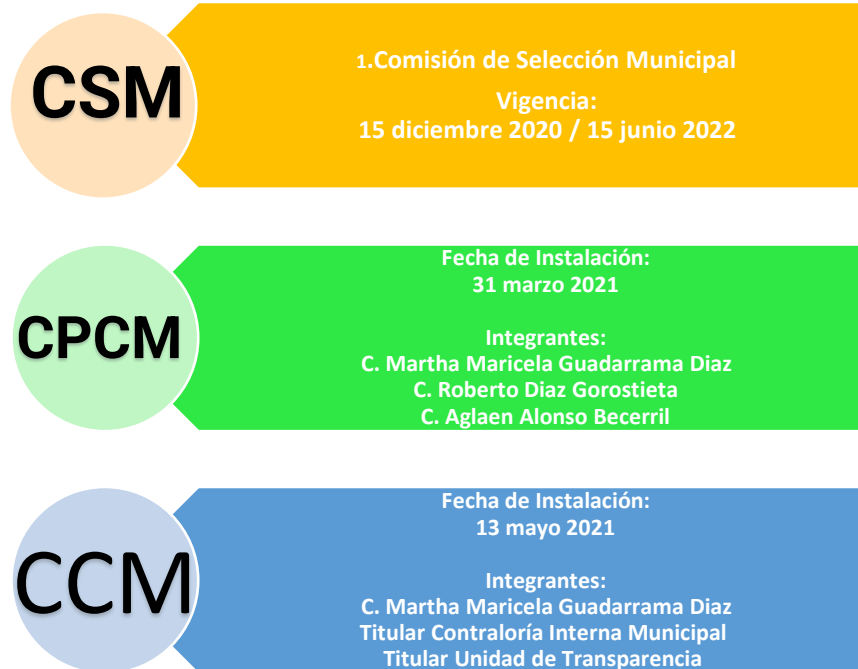 CSM
1.Comisión de Selección Municipal
Vigencia:
15 diciembre 2020 / 15 junio 2022
CPCM
Fecha de Instalación:
31 marzo 2021
Integrantes:
C. Martha Maricela Guadarrama Diaz
C. Roberto Diaz Gorostieta
C. Aglaen Alonso Becerril
CCM
Fecha de Instalación:
13 mayo 2021
Integrantes:
C. Martha Maricela Guadarrama Diaz
Titular Contraloría Interna Municipal
Titular Unidad de Transparencia